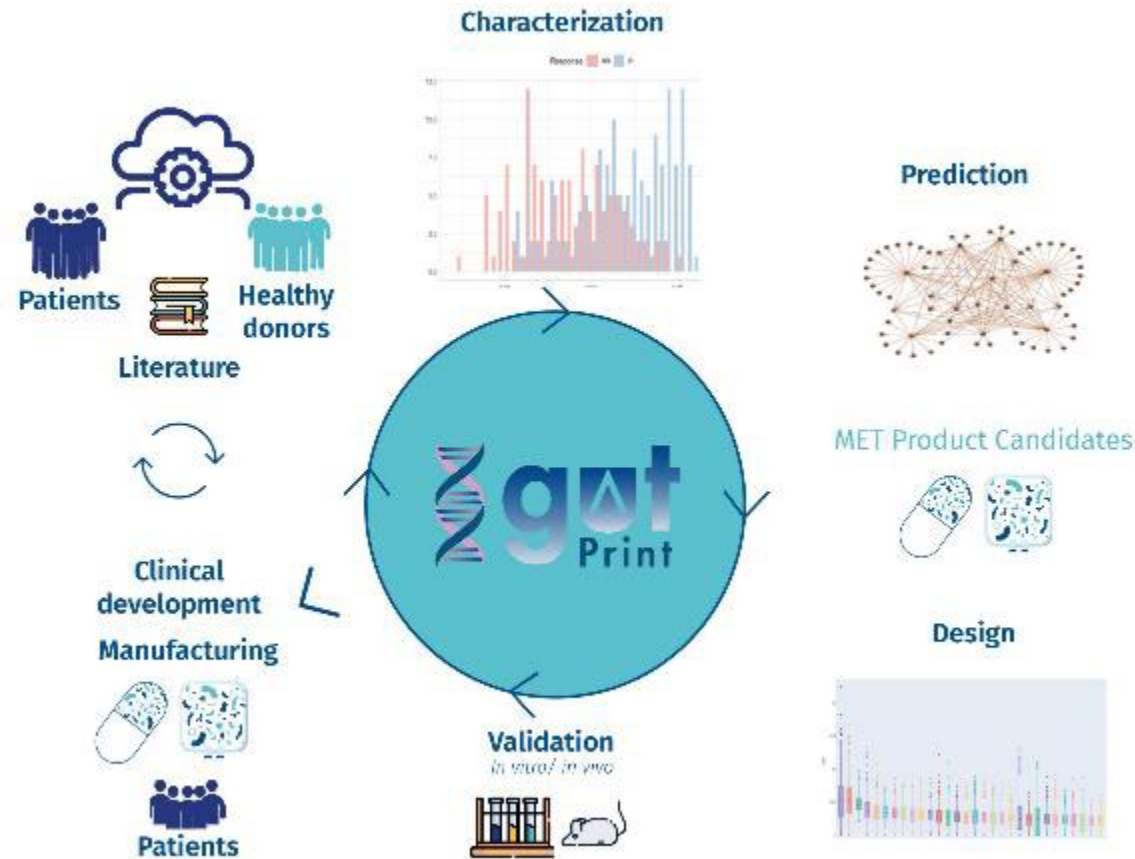 Characterization
Response
Prediction
Patients
Healthy
donors
Literature
MET Product Candidates
gut
Print
Clinical
development
Manufacturing
Design
Validation
In vitro/ in vivo
Patients